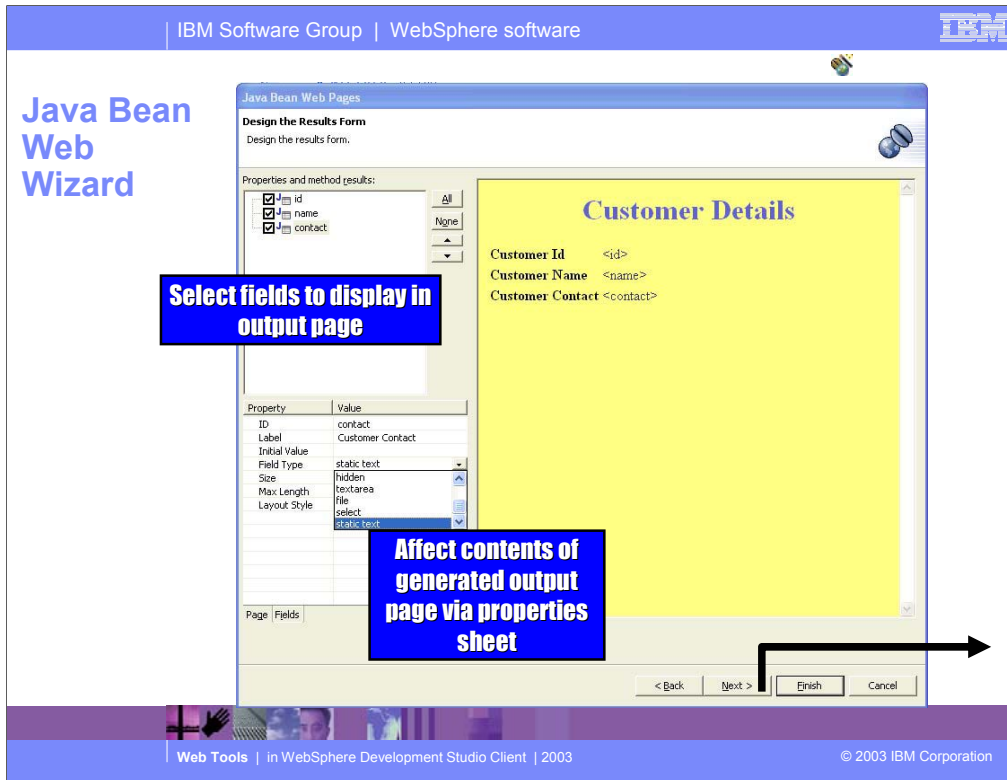 IBM Software Group | WebSphere software
IBM
Java Bean
Web
Wizard
Java Bean Web Pages
Design the Results Form
Design the results form.
Properties and method results:
id
name
contact
All
None
Customer Details
Customer Id <id>
Customer Name <name>
Customer Contact <contact>
Select fields to display in
output page
Property Value
ID contact
Label Customer Contact
Initial Value
Field Type static text
Size
Max Length
Layout Style
hidden
textarea
file
select
static text
Affect contents of
generated output
page via properties
sheet
Page Fields
< Back Next > Finish Cancel
Web Tools | in WebSphere Development Studio Client | 2003
© 2003 IBM Corporation